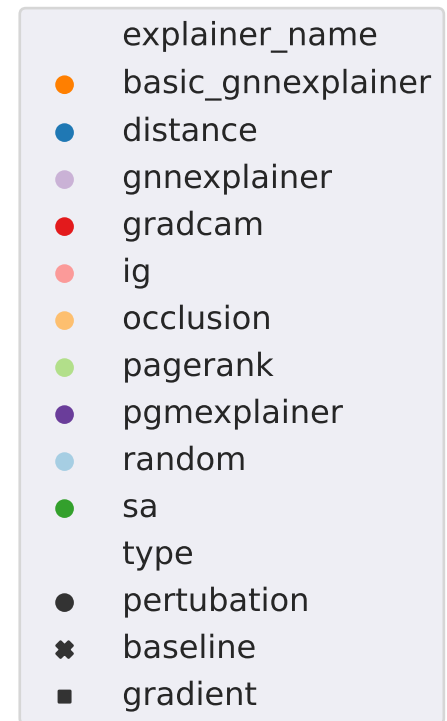 explainer_name
basic_gnnexplainer
distance
gnnexplainer
gradcam
ig
occlusion
pagerank
pgmexplainer
random
sa
type
pertubation
baseline
gradient